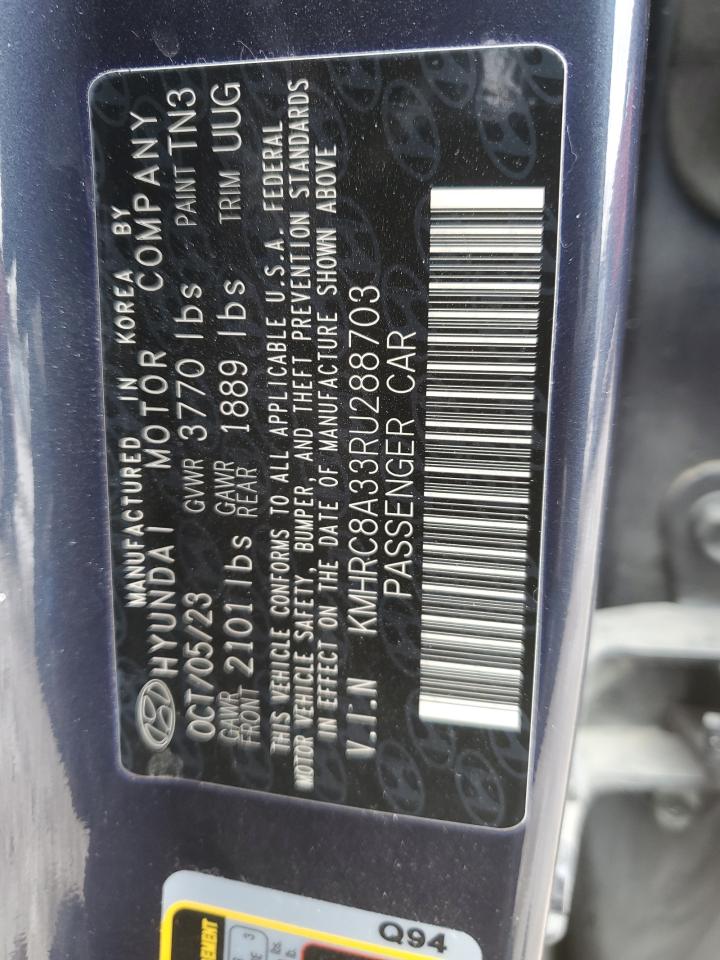 MANUFACTURED IN KOREA BY
HYUNDAI MOTOR COMPANY
OCT/05/23 GVWR 3770 lbs PAINT TN3
GAWR FRONT 2101 lbs GAWR REAR 1889 lbs TRIM UUG
THIS VEHICLE CONFORMS TO ALL APPLICABLE U.S.A. FEDERAL
MOTOR VEHICLE SAFETY, BUMPER, AND THEFT PREVENTION STANDARDS
IN EFFECT ON THE DATE OF MANUFACTURE SHOWN ABOVE
V.I.N KMHRC8A33RU288703
PASSENGER CAR
Q94